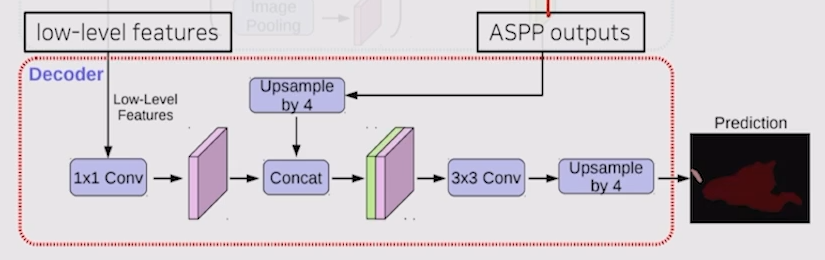 Image
Pooling
low-level features
ASPP outputs
Decoder
Low-Level
Features
Upsample
by 4
1x1 Conv
Concat
3x3 Conv
Upsample
by 4
Prediction